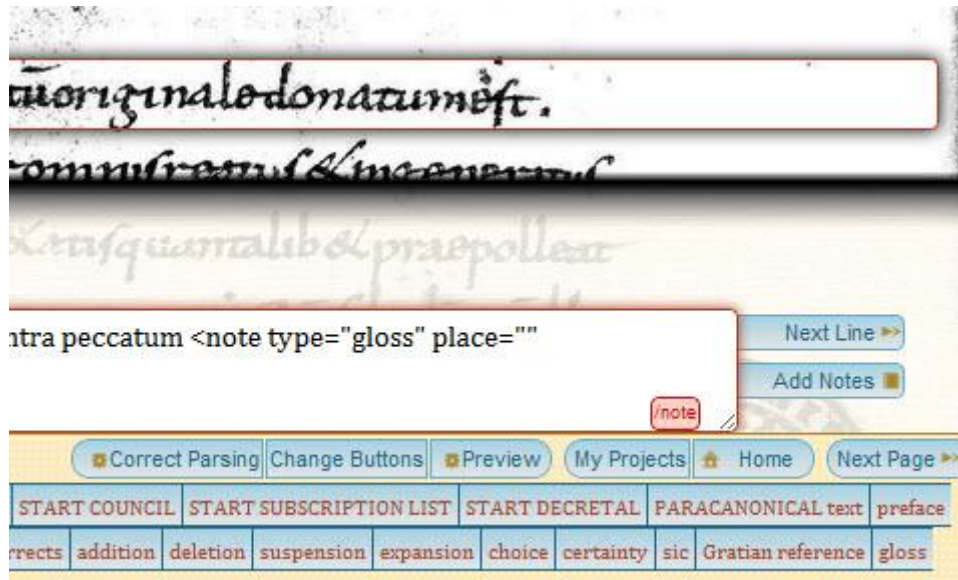 tūoriginaledonatumest.
&
praepolleat
ntra peccatum <note type="gloss" place=""
Next Line
Add Notes
/note
Correct Parsing Change Buttons Preview My Projects Home Next Page
START COUNCIL START SUBSCRIPTION LIST START DECRETAL PARACANONICAL text preface
rrects addition deletion suspension expansion choice certainty sic Gratian reference gloss